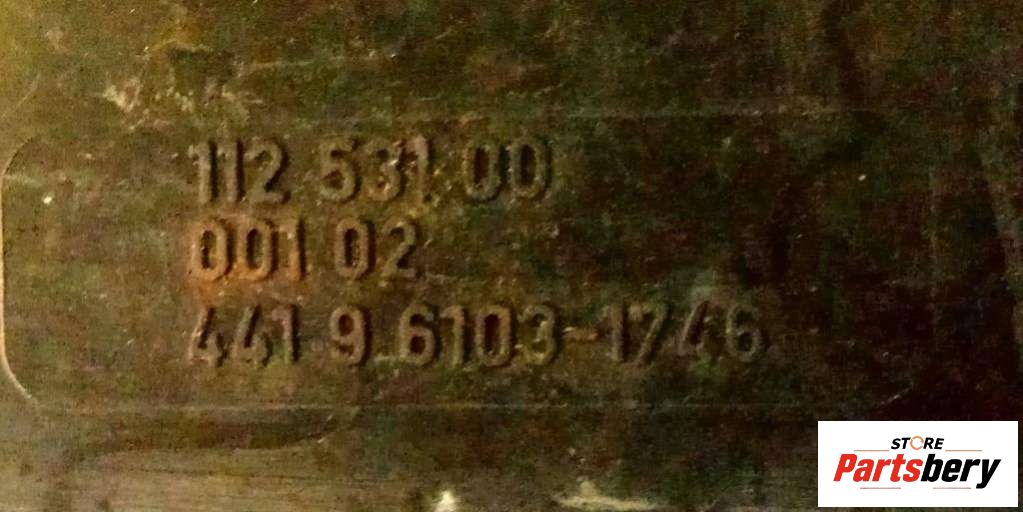 112 531 00
001 02
441 9 6103-1746
STORE
Partsbery